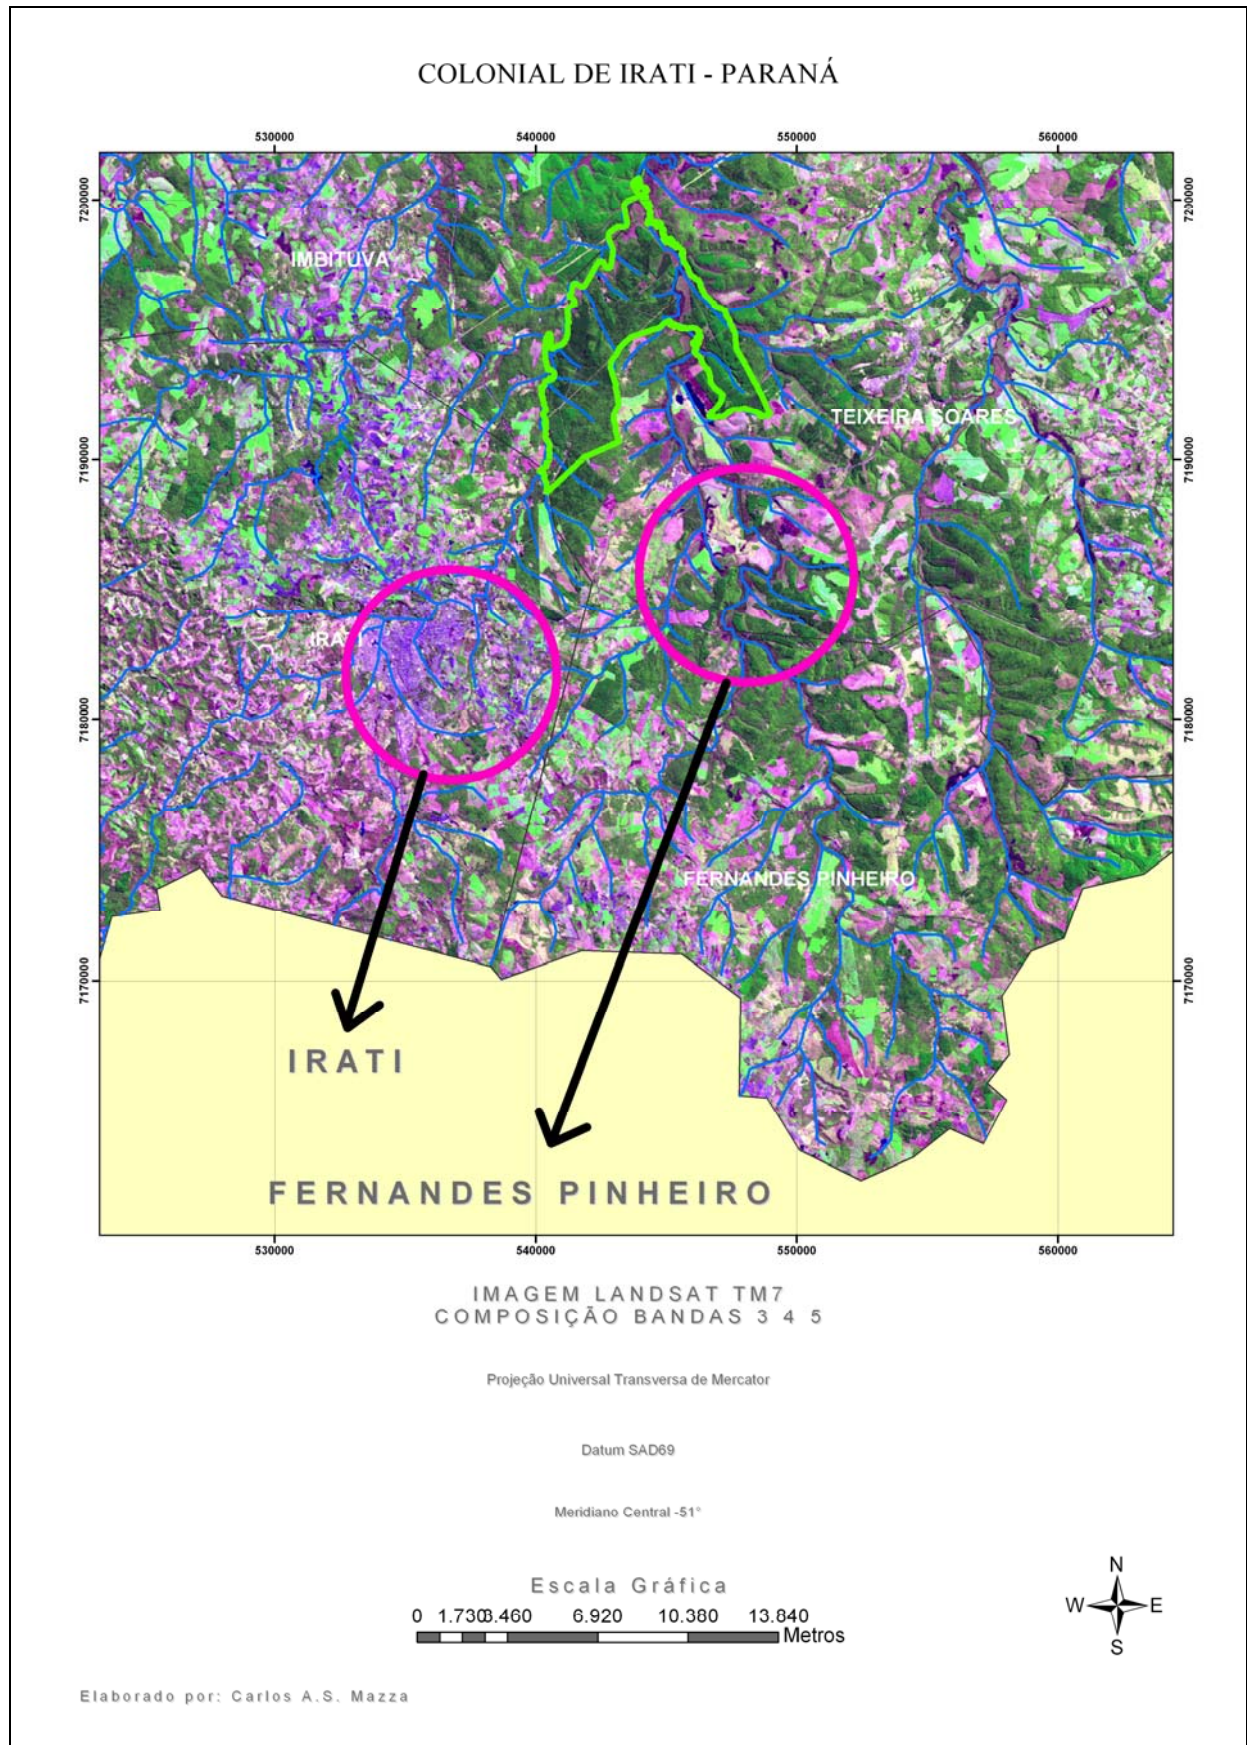 COLONIAL DE IRATI - PARANÁ
530000 540000 550000 560000
7200000 7200000
IMBITUVA
TEIXEIRA SOARES
7190000 7190000
IRATI
7180000 7180000
FERNANDES PINHEIRO
7170000 7170000
IRATI
FERNANDES PINHEIRO
530000 540000 550000 560000
IMAGEM LANDSAT TM7
COMPOSIÇÃO BANDAS 3 4 5
Projeção Universal Transversa de Mercator
Datum SAD69
Meridiano Central -51°
Escala Gráfica
0 1.730 3.460 6.920 10.380 13.840
Metros
N
W E
S
Elaborado por: Carlos A.S. Mazza